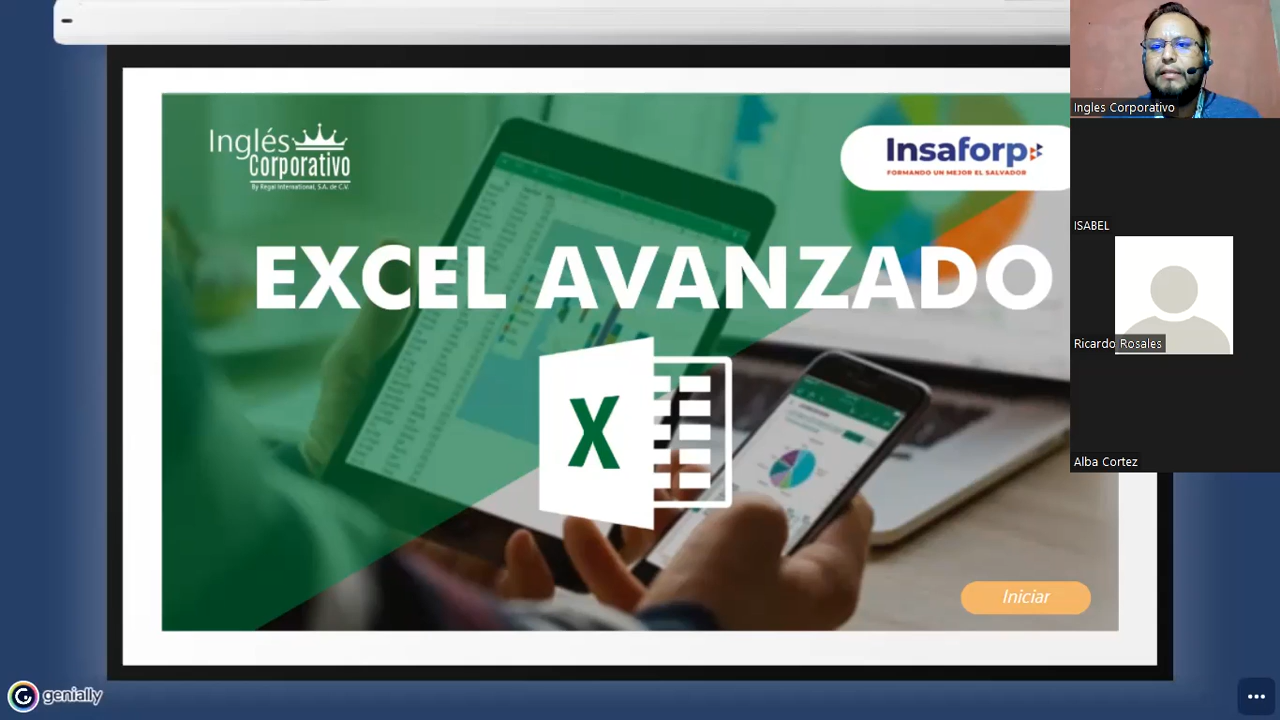 Inglés
Corporativo
By Regal International, S.A. de C.V.
Insaforp
FORMANDO UN MEJOR EL SALVADOR
EXCEL AVANZADO
X
Iniciar
genially
Ingles Corporativo
ISABEL
Ricardo Rosales
Alba Cortez